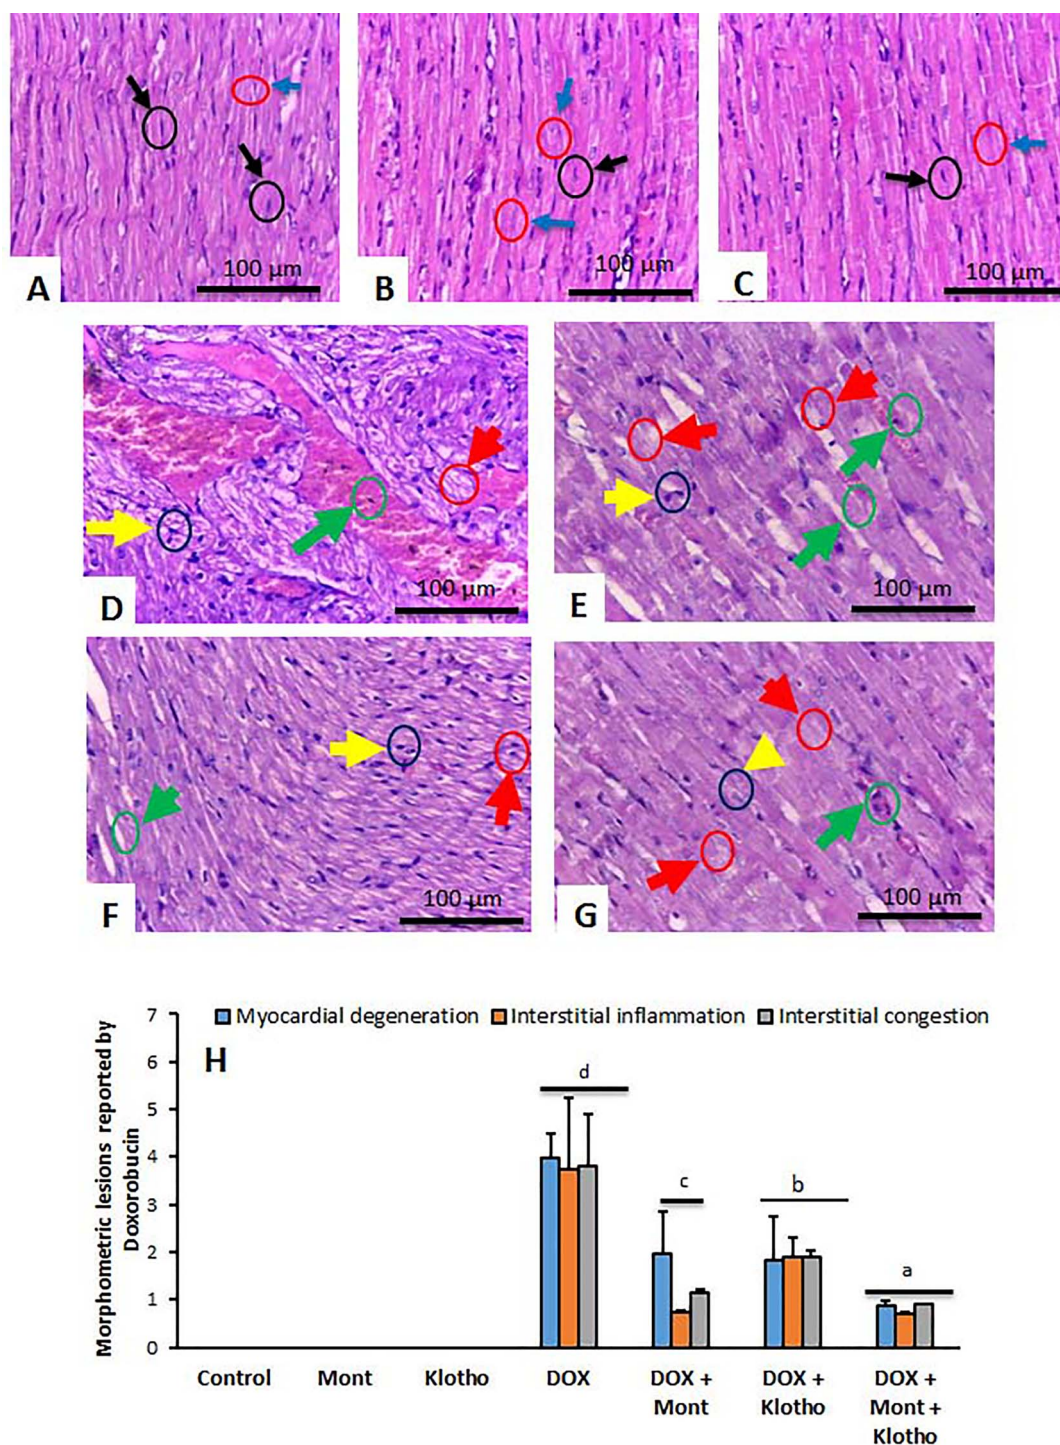 100 µm
A
100 µm
B
100 µm
C
100 µm
D
100 µm
E
100 µm
F
100 µm
G
H
Myocardial degeneration Interstitial inflammation Interstitial congestion
Morphometric lesions reported by
Doxorobucin
7
6
5
4
3
2
1
0
d
c
b
a
Control Mont Klotho DOX DOX + DOX + DOX +
Mont Klotho Mont +
Klotho